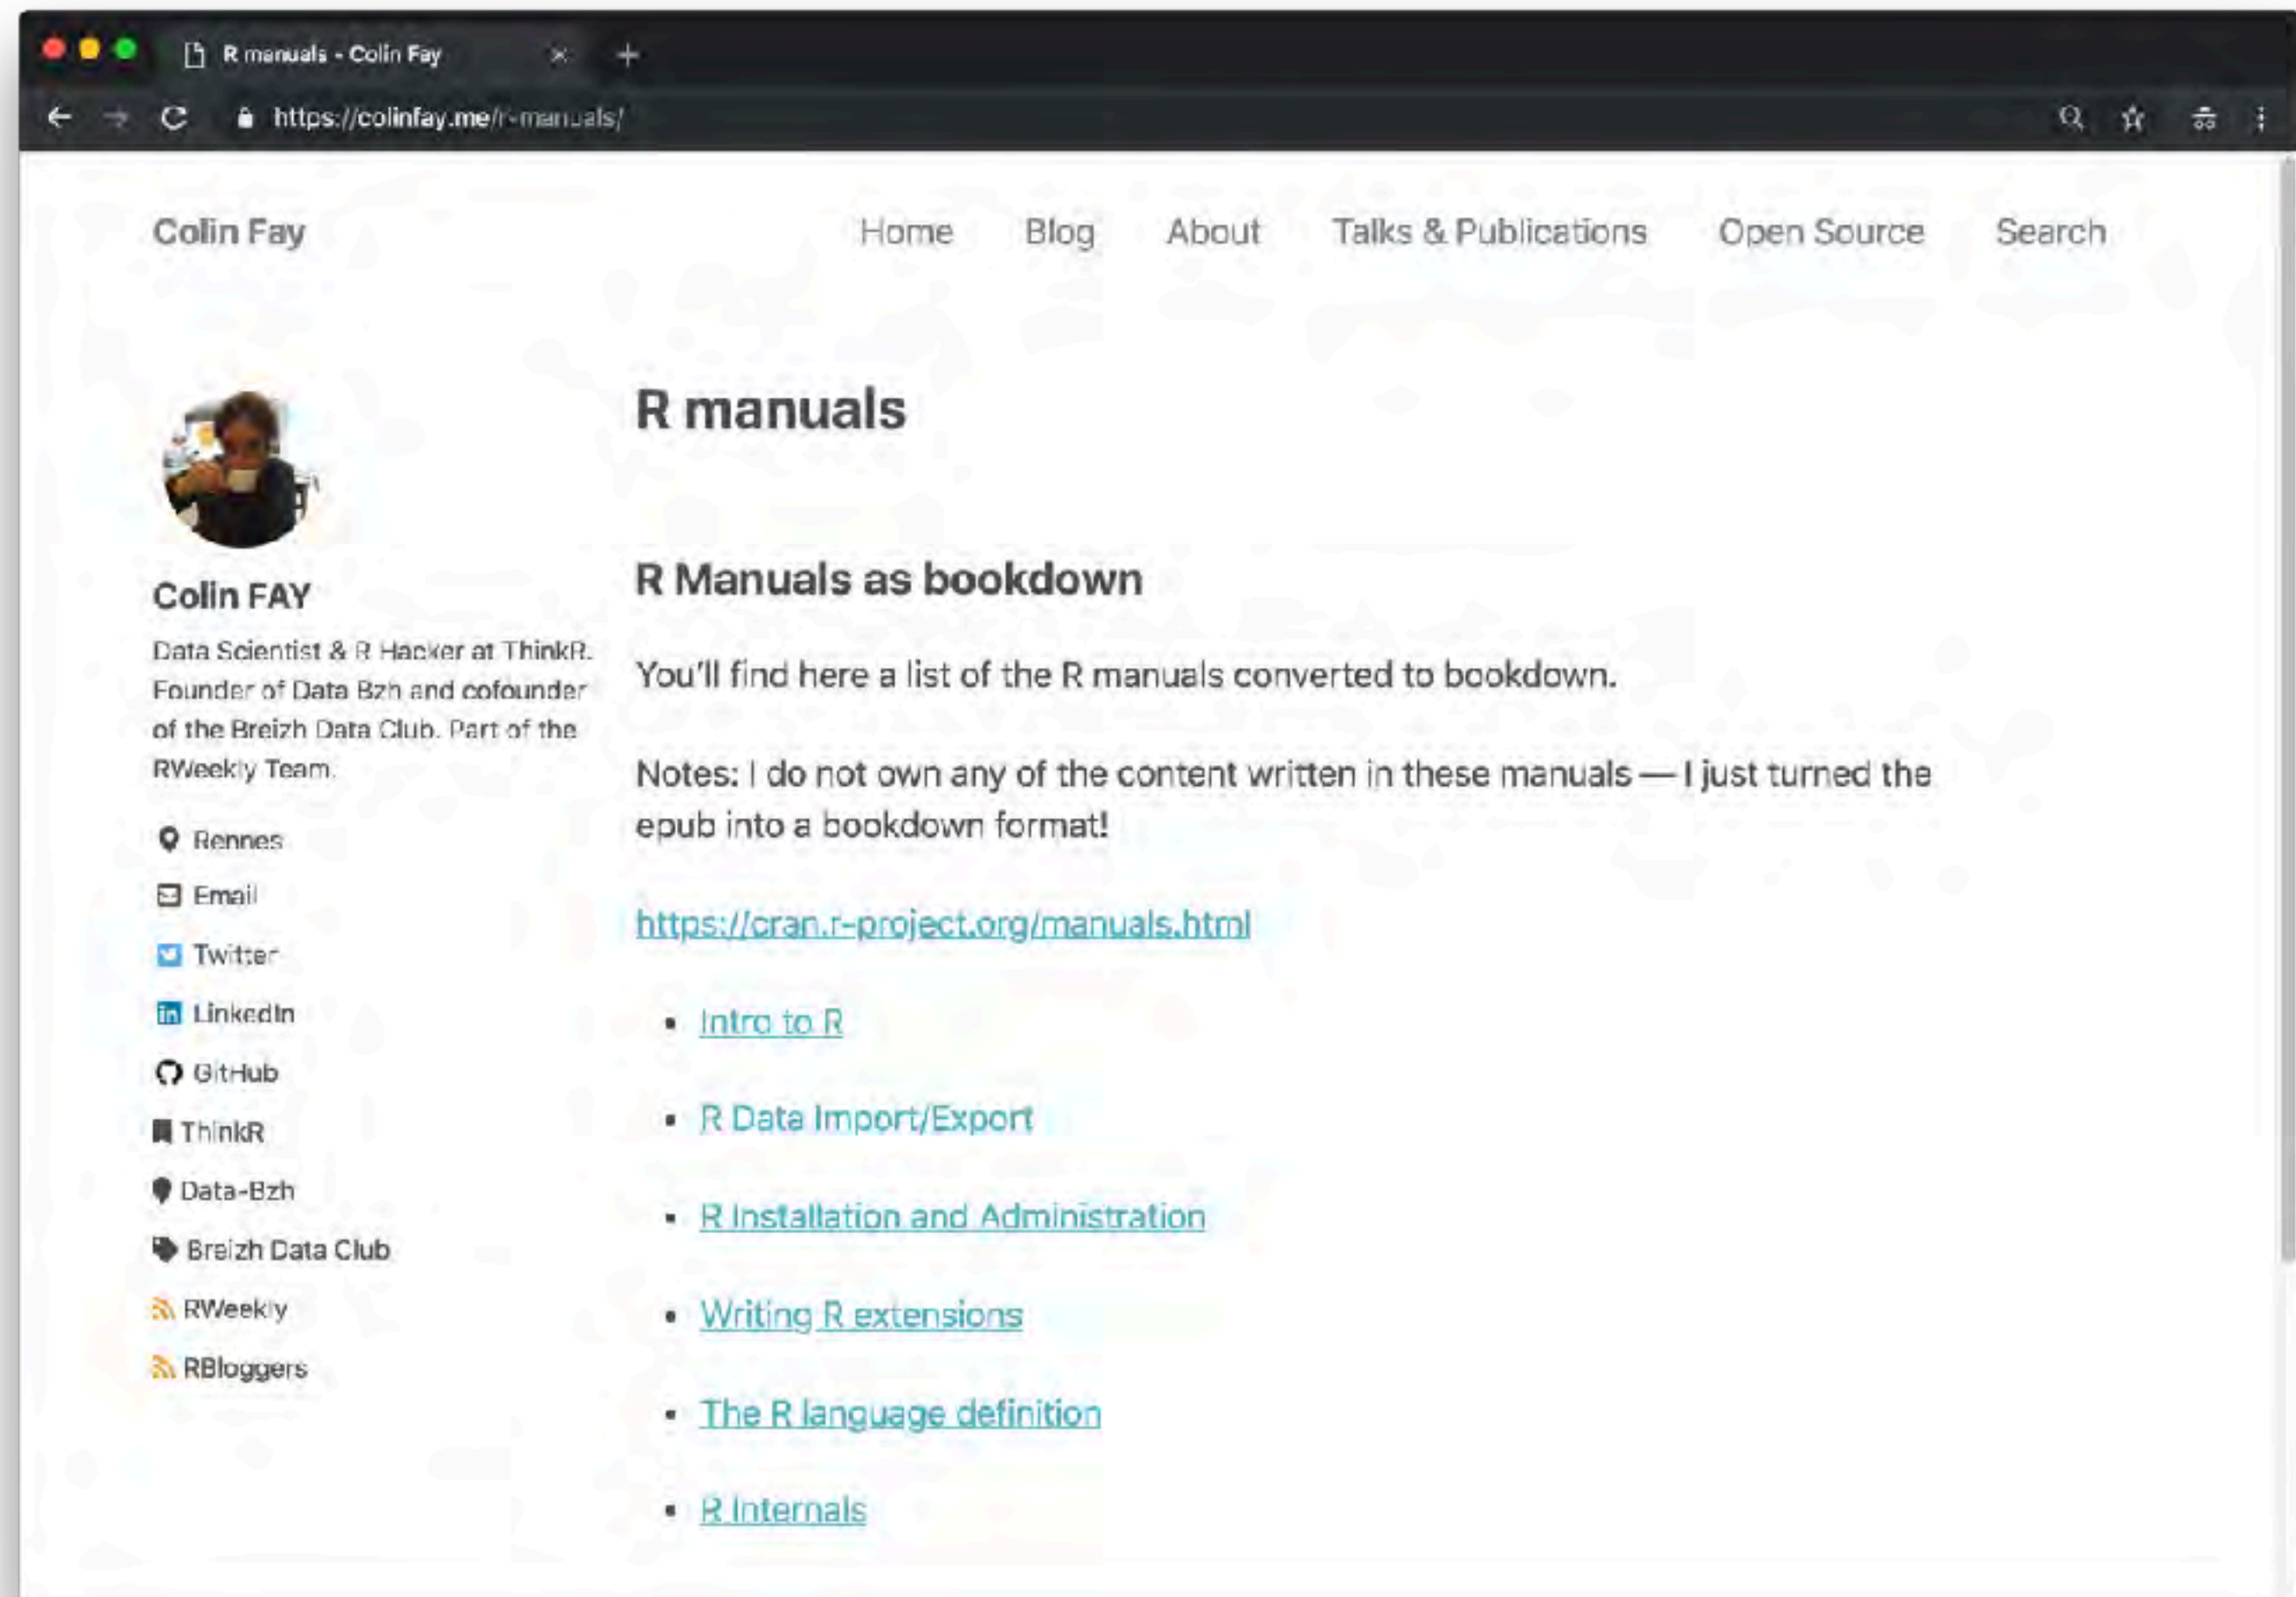 R manuals - Colin Fay
https://colinfay.me/r-manuals/
Colin Fay
Home
Blog
About
Talks & Publications
Open Source
Search
Colin FAY
Data Scientist & R Hacker at ThinkR.
Founder of Data Bzh and cofounder
of the Breizh Data Club. Part of the
RWeekly Team.
Rennes
Email
Twitter
LinkedIn
GitHub
ThinkR
Data-Bzh
Breizh Data Club
RWeekly
RBloggers
R manuals
R Manuals as bookdown
You'll find here a list of the R manuals converted to bookdown.
Notes: I do not own any of the content written in these manuals — I just turned the
epub into a bookdown format!
https://cran.r-project.org/manuals.html
Intro to R
R Data Import/Export
R Installation and Administration
Writing R extensions
The R language definition
R Internals